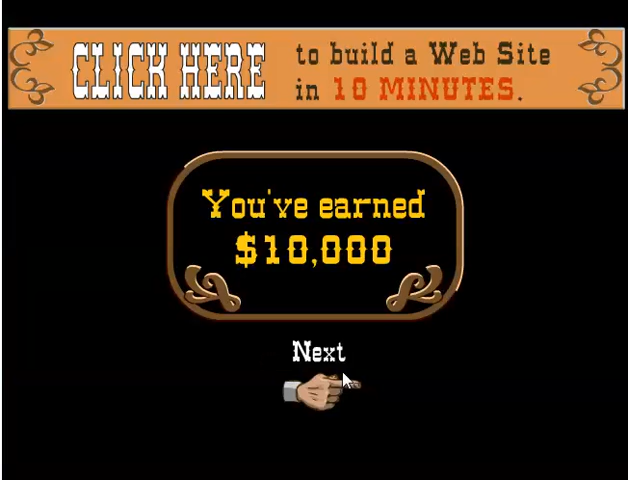 CLICK HERE
to build a Web Site
in 10 MINUTES.
You've earned
$10,000
Next